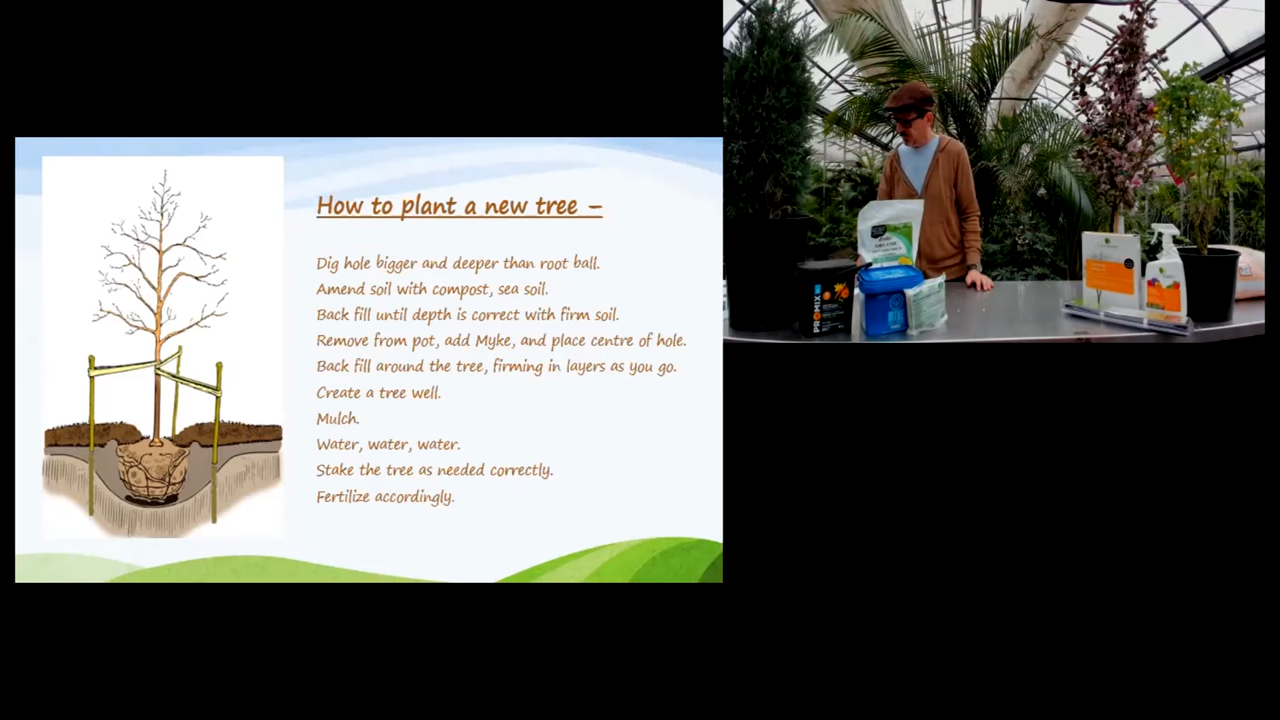 How to plant a new tree –
Dig hole bigger and deeper than root ball.
Amend soil with compost, sea soil.
Back fill until depth is correct with firm soil.
Remove from pot, add Myke, and place centre of hole.
Back fill around the tree, firming in layers as you go.
Create a tree well.
Mulch.
Water, water, water.
Stake the tree as needed correctly.
Fertilize accordingly.
ORGANIC
PROMIX